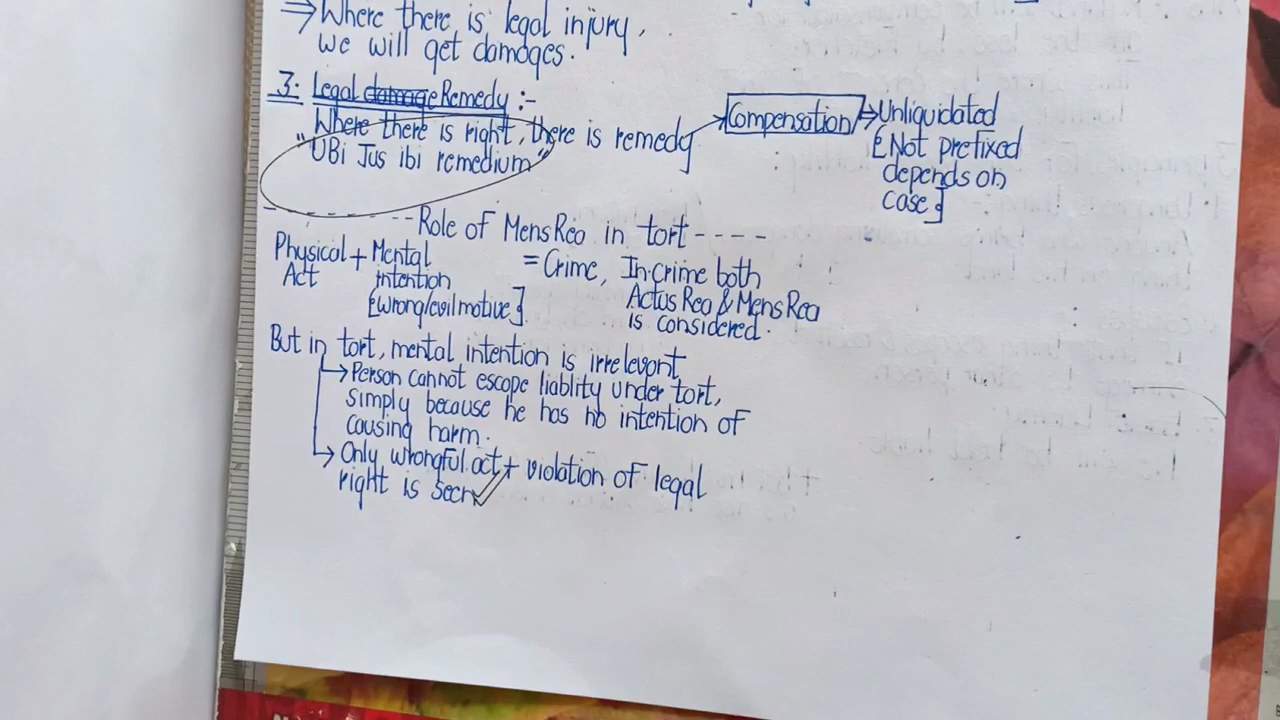 ⇒ Where there is legal injury,
we will get damages.
3: Legal damage Remedy :-
Where there is right, there is remedy → Compensation ⇒ Unliquidated
"UBi Jus ibi remedium"
[Not prefixed
depends on
case]
----- Role of Mens Rea in tort ----
Physical + Mental = Crime, In crime both
Act intention Actus Rea & Mens Rea
[Wrong/evil motive]. is considered.
But in tort, mental intention is irrelevant
→ Person cannot escape liablity under tort,
simply because he has no intention of
causing harm.
→ Only wrongful act + violation of legal
right is seen